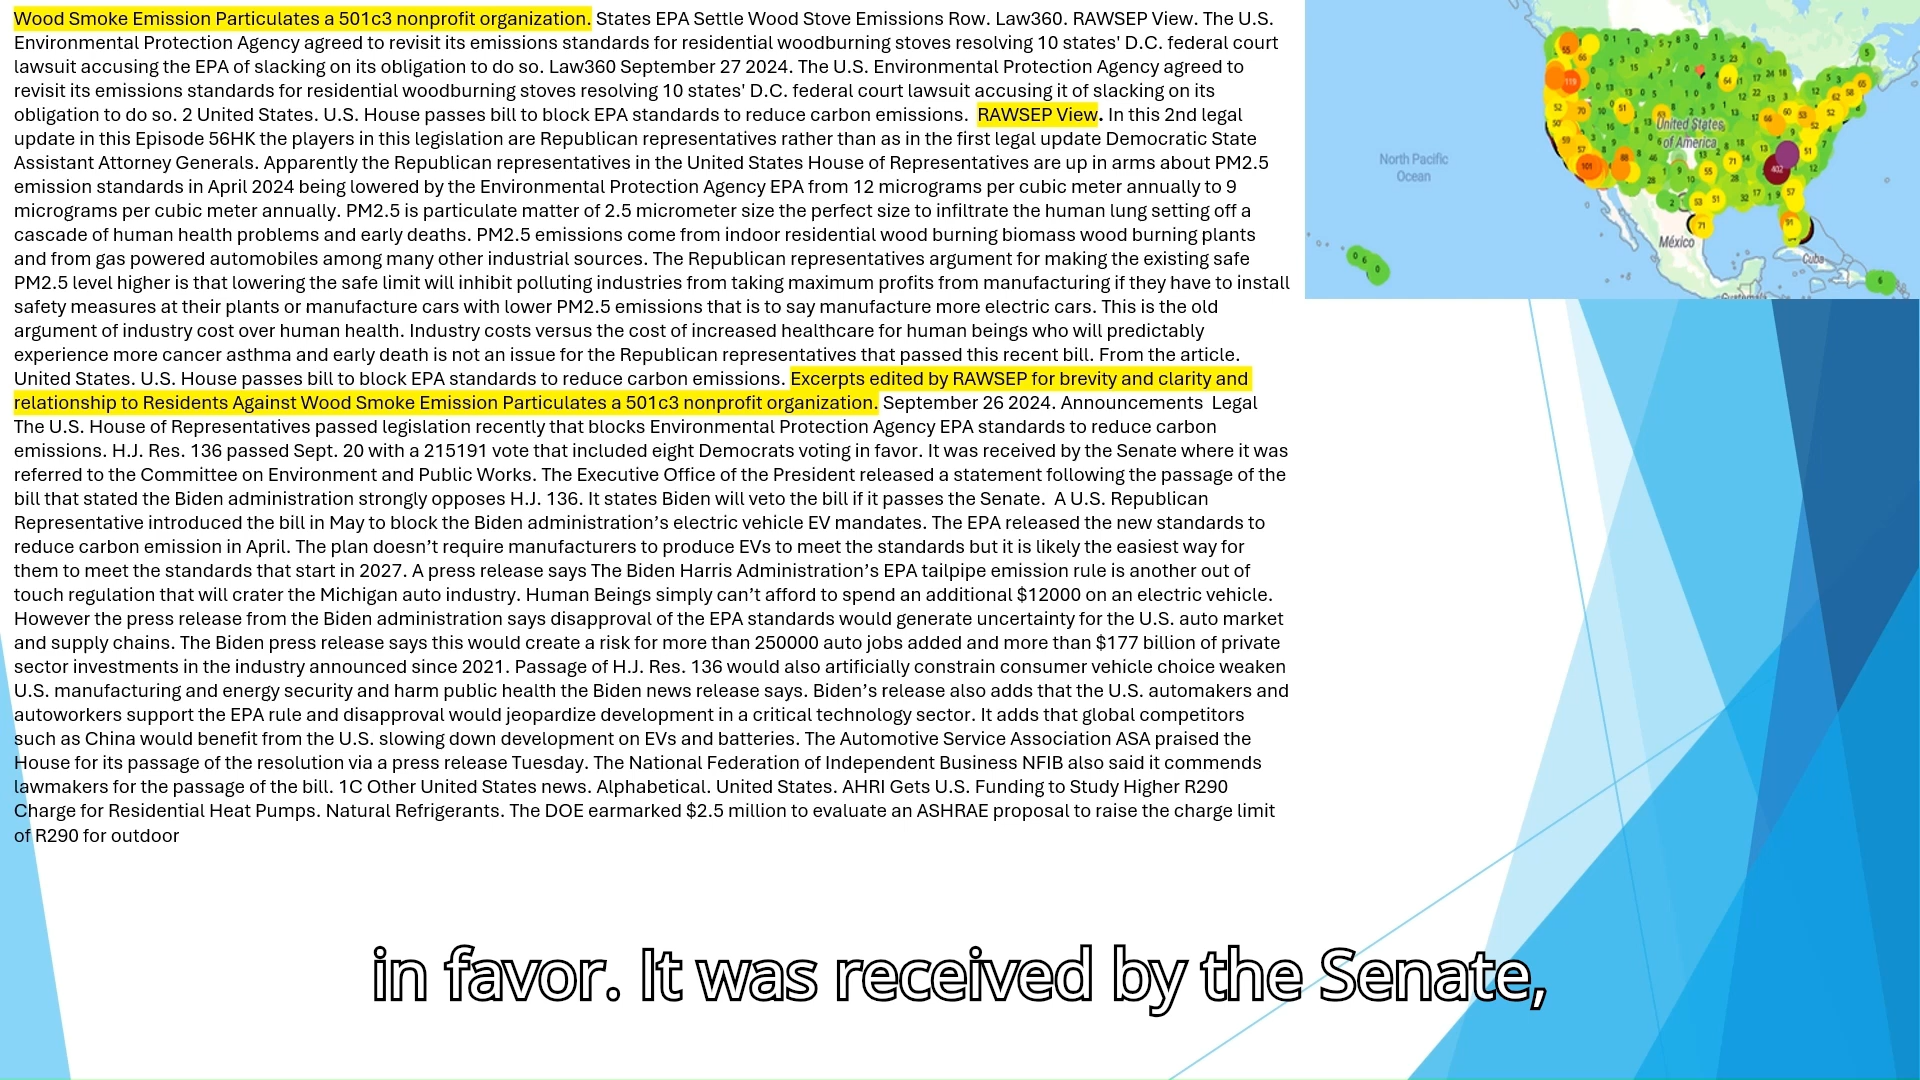 Wood Smoke Emission Particulates a 501c3 nonprofit organization. States EPA Settle Wood Stove Emissions Row. Law360. RAWSEP View. The U.S.
Environmental Protection Agency agreed to revisit its emissions standards for residential woodburning stoves resolving 10 states' D.C. federal court
lawsuit accusing the EPA of slacking on its obligation to do so. Law360 September 27 2024. The U.S. Environmental Protection Agency agreed to
revisit its emissions standards for residential woodburning stoves resolving 10 states' D.C. federal court lawsuit accusing it of slacking on its
obligation to do so. 2 United States. U.S. House passes bill to block EPA standards to reduce carbon emissions.  RAWSEP View. In this 2nd legal
update in this Episode 56HK the players in this legislation are Republican representatives rather than as in the first legal update Democratic State
Assistant Attorney Generals. Apparently the Republican representatives in the United States House of Representatives are up in arms about PM2.5
emission standards in April 2024 being lowered by the Environmental Protection Agency EPA from 12 micrograms per cubic meter annually to 9
micrograms per cubic meter annually. PM2.5 is particulate matter of 2.5 micrometer size the perfect size to infiltrate the human lung setting off a
cascade of human health problems and early deaths. PM2.5 emissions come from indoor residential wood burning biomass wood burning plants
and from gas powered automobiles among many other industrial sources. The Republican representatives argument for making the existing safe
PM2.5 level higher is that lowering the safe limit will inhibit polluting industries from taking maximum profits from manufacturing if they have to install
safety measures at their plants or manufacture cars with lower PM2.5 emissions that is to say manufacture more electric cars. This is the old
argument of industry cost over human health. Industry costs versus the cost of increased healthcare for human beings who will predictably
experience more cancer asthma and early death is not an issue for the Republican representatives that passed this recent bill. From the article.
United States. U.S. House passes bill to block EPA standards to reduce carbon emissions. Excerpts edited by RAWSEP for brevity and clarity and
relationship to Residents Against Wood Smoke Emission Particulates a 501c3 nonprofit organization. September 26 2024. Announcements  Legal
The U.S. House of Representatives passed legislation recently that blocks Environmental Protection Agency EPA standards to reduce carbon
emissions. H.J. Res. 136 passed Sept. 20 with a 215191 vote that included eight Democrats voting in favor. It was received by the Senate where it was
referred to the Committee on Environment and Public Works. The Executive Office of the President released a statement following the passage of the
bill that stated the Biden administration strongly opposes H.J. 136. It states Biden will veto the bill if it passes the Senate.  A U.S. Republican
Representative introduced the bill in May to block the Biden administration’s electric vehicle EV mandates. The EPA released the new standards to
reduce carbon emission in April. The plan doesn’t require manufacturers to produce EVs to meet the standards but it is likely the easiest way for
them to meet the standards that start in 2027. A press release says The Biden Harris Administration’s EPA tailpipe emission rule is another out of
touch regulation that will crater the Michigan auto industry. Human Beings simply can’t afford to spend an additional $12000 on an electric vehicle.
However the press release from the Biden administration says disapproval of the EPA standards would generate uncertainty for the U.S. auto market
and supply chains. The Biden press release says this would create a risk for more than 250000 auto jobs added and more than $177 billion of private
sector investments in the industry announced since 2021. Passage of H.J. Res. 136 would also artificially constrain consumer vehicle choice weaken
U.S. manufacturing and energy security and harm public health the Biden news release says. Biden’s release also adds that the U.S. automakers and
autoworkers support the EPA rule and disapproval would jeopardize development in a critical technology sector. It adds that global competitors
such as China would benefit from the U.S. slowing down development on EVs and batteries. The Automotive Service Association ASA praised the
House for its passage of the resolution via a press release Tuesday. The National Federation of Independent Business NFIB also said it commends
lawmakers for the passage of the bill. 1C Other United States news. Alphabetical. United States. AHRI Gets U.S. Funding to Study Higher R290
Charge for Residential Heat Pumps. Natural Refrigerants. The DOE earmarked $2.5 million to evaluate an ASHRAE proposal to raise the charge limit
of R290 for outdoor
North Pacific
Ocean
United States
of America
México
Cuba
in favor. It was received by the Senate,